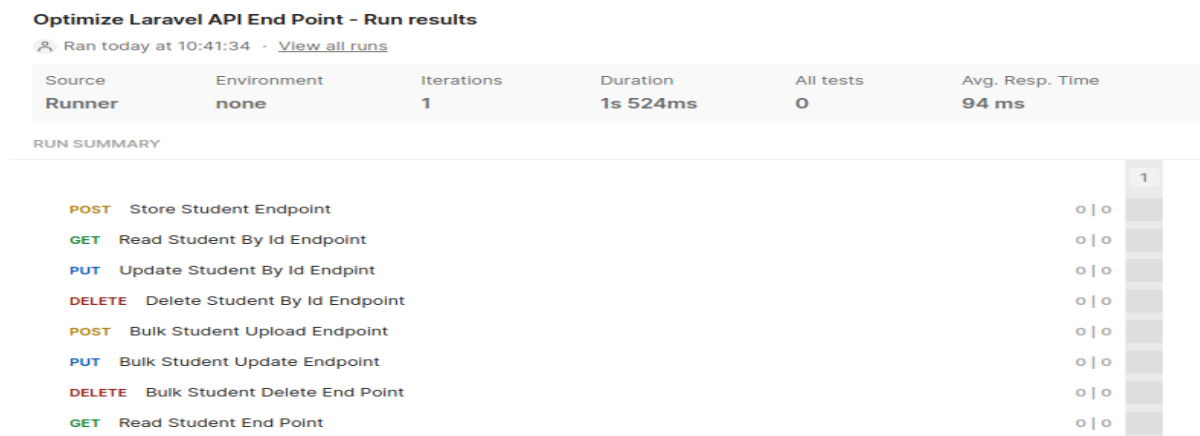 Optimize Laravel API End Point - Run results
Ran today at 10:41:34 · View all runs
Source Environment Iterations Duration All tests Avg. Resp. Time
Runner none 1 1s 524ms 0 94 ms
RUN SUMMARY
1
POST Store Student Endpoint 0 | 0
GET Read Student By Id Endpoint 0 | 0
PUT Update Student By Id Endpint 0 | 0
DELETE Delete Student By Id Endpoint 0 | 0
POST Bulk Student Upload Endpoint 0 | 0
PUT Bulk Student Update Endpoint 0 | 0
DELETE Bulk Student Delete End Point 0 | 0
GET Read Student End Point 0 | 0